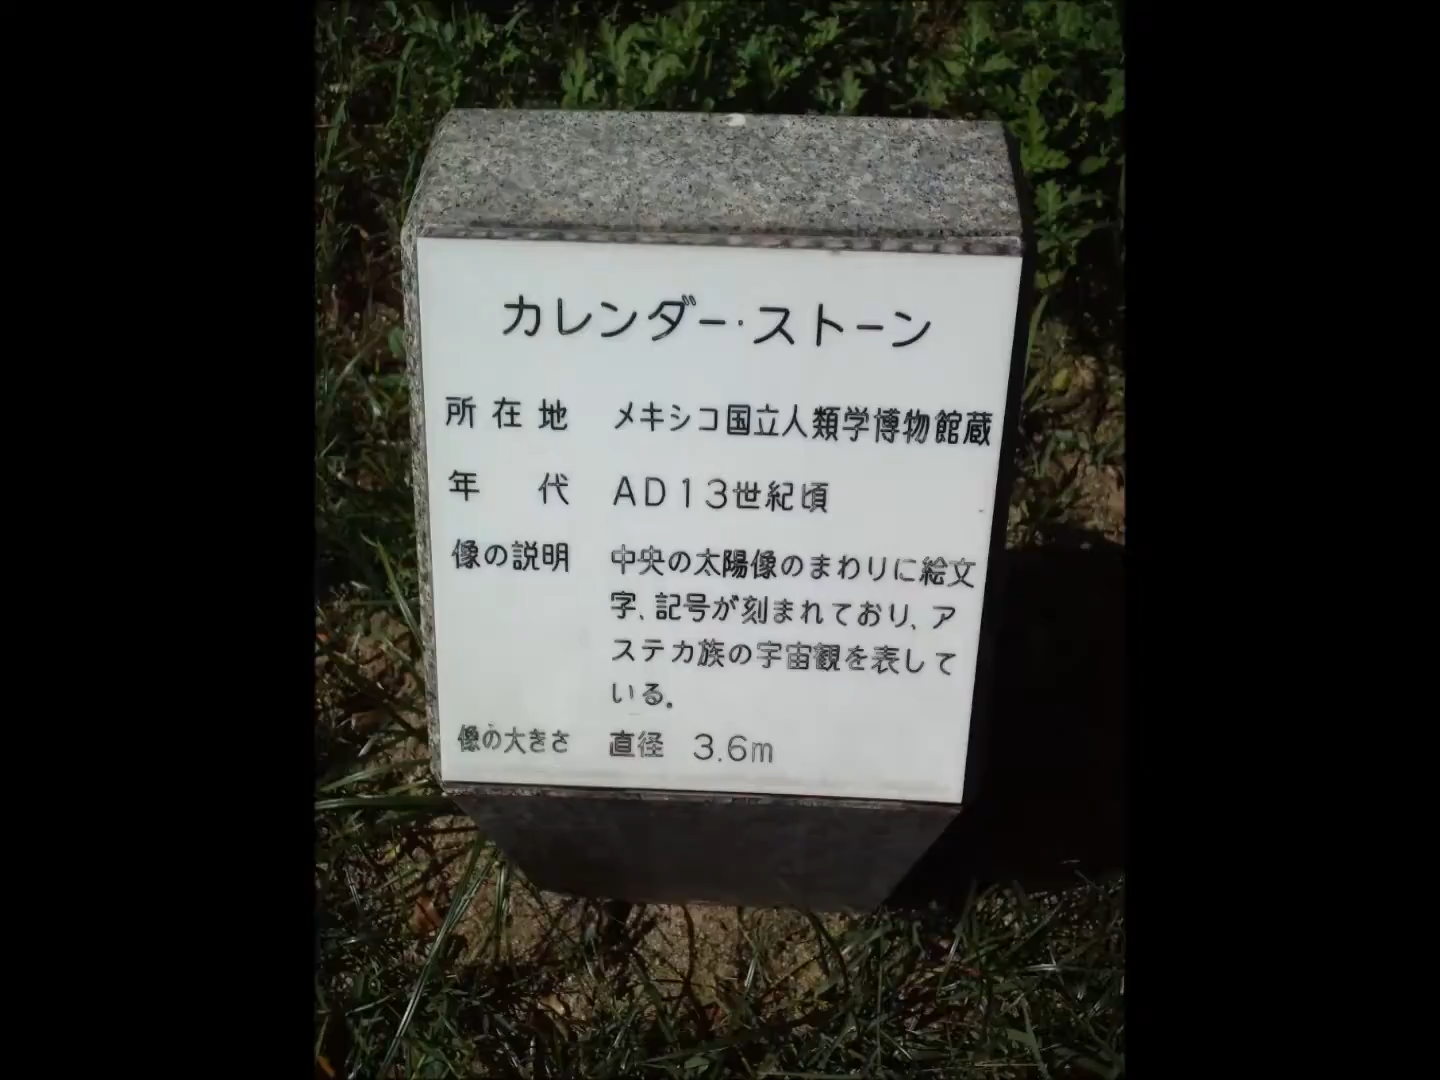 カレンダー・ストーン
所在地 メキシコ国立人類学博物館蔵
年代 AD13世紀頃
像の説明 中央の太陽像のまわりに絵文
字、記号が刻まれており、ア
ステカ族の宇宙観を表して
いる。
像の大きさ 直径 3.6m